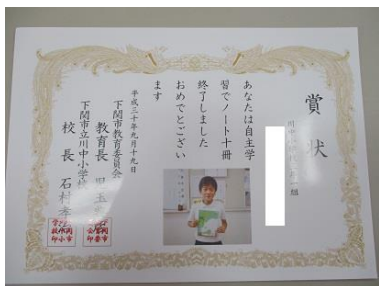 賞状
あなたは自主学
習でノート十冊
終了しました
おめでとうござい
ます
平成三十年九月十九日
下関市教育委員会
教育長
下関市立川中小学校
校長 石村